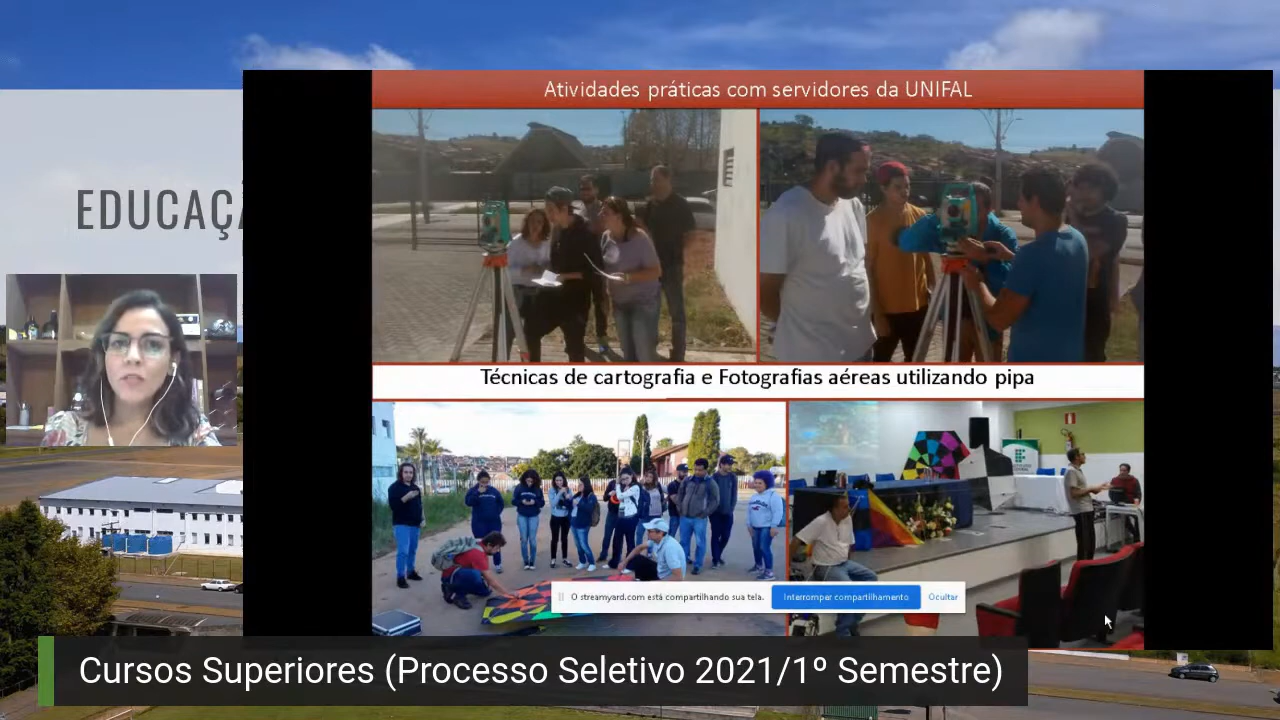 Atividades práticas com servidores da UNIFAL
EDUCAÇÃ
Técnicas de cartografia e Fotografias aéreas utilizando pipa
O streamyard.com está compartilhando sua tela.
Interromper compartilhamento
Ocultar
Cursos Superiores (Processo Seletivo 2021/1º Semestre)